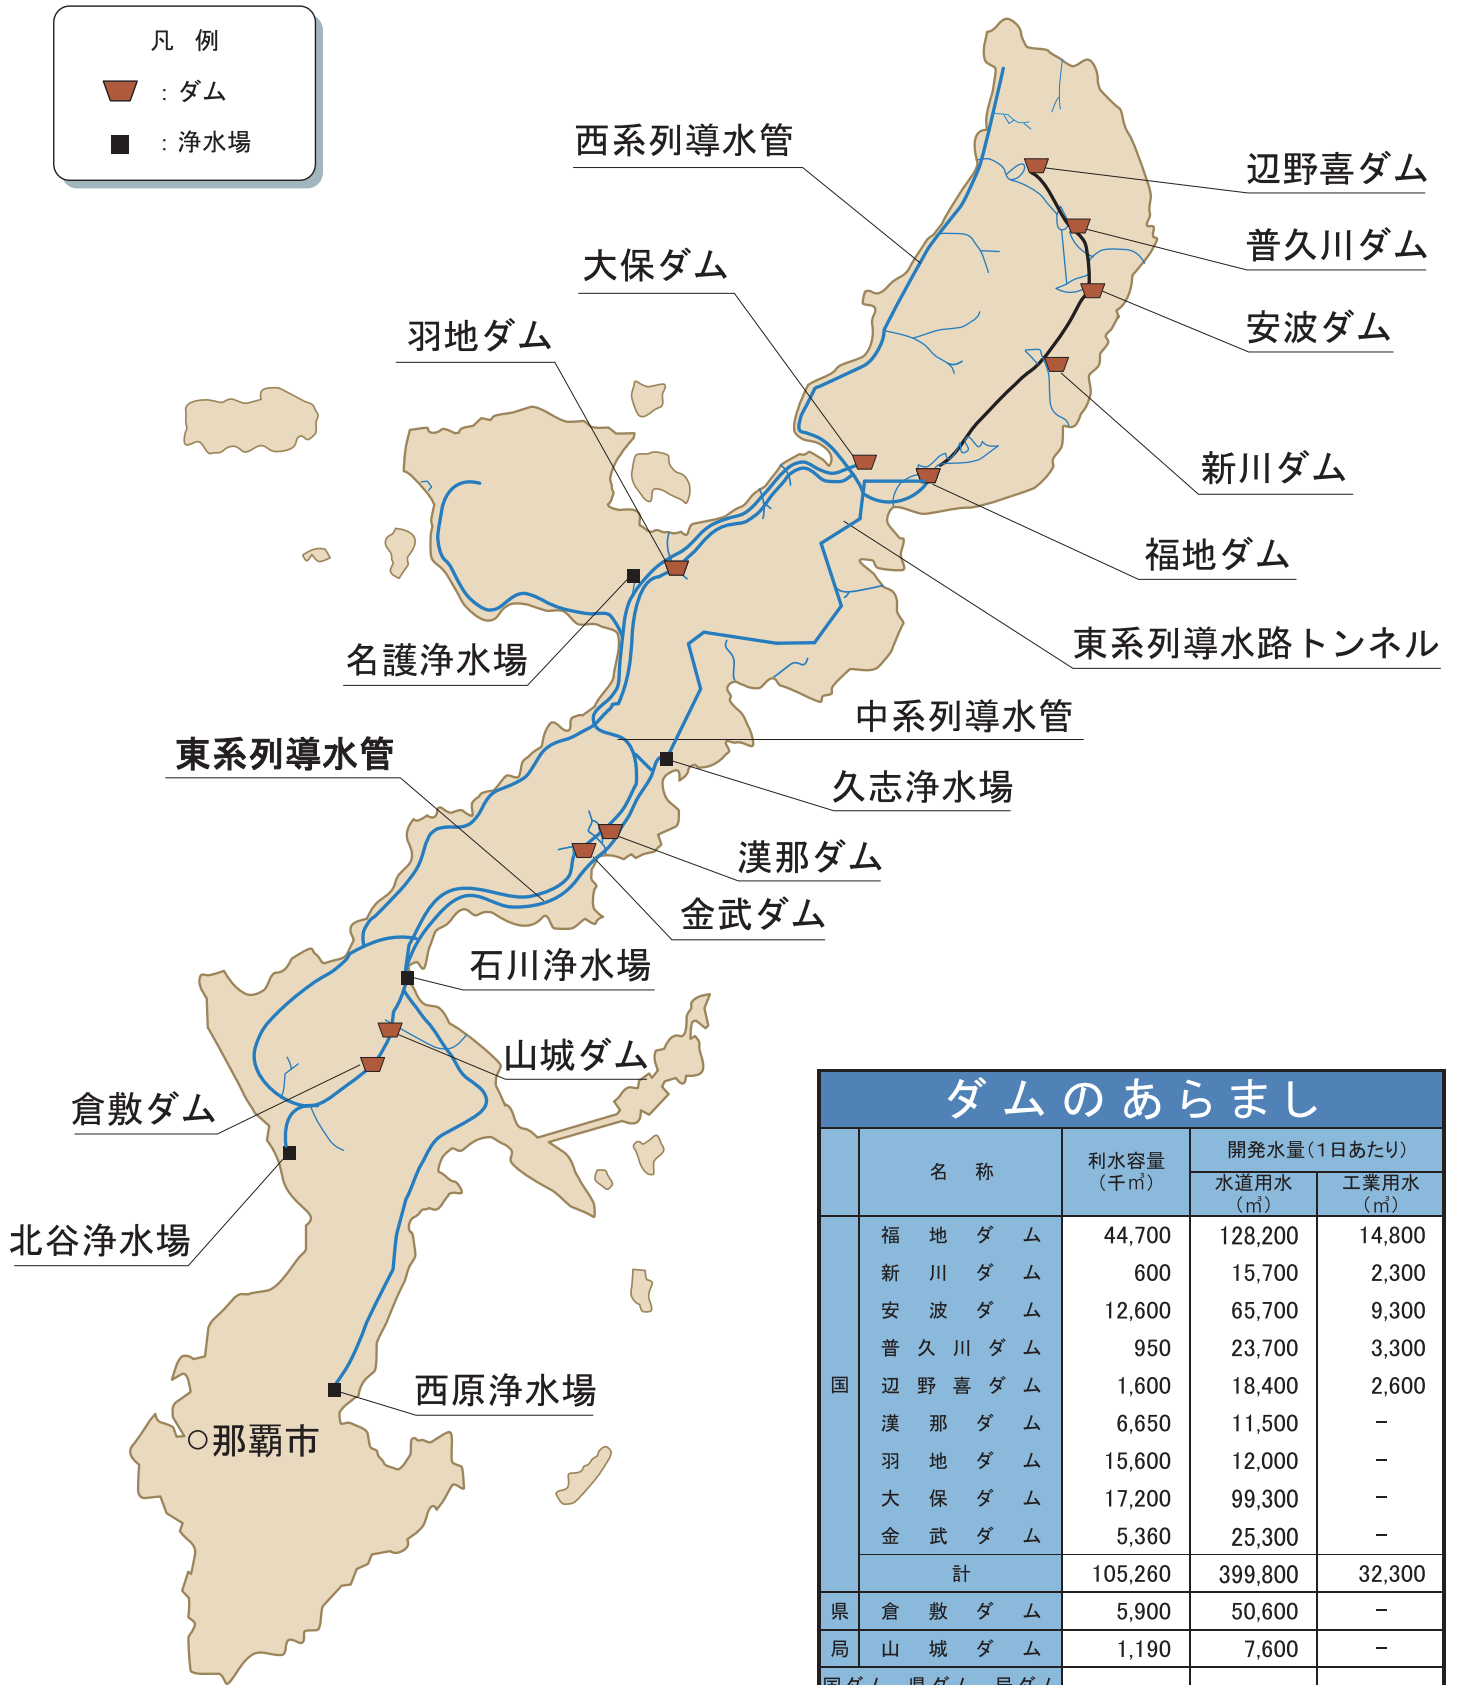 凡 例
：ダム
：浄水場
西系列導水管
辺野喜ダム
普久川ダム
大保ダム
安波ダム
羽地ダム
新川ダム
福地ダム
東系列導水路トンネル
名護浄水場
中系列導水管
東系列導水管
久志浄水場
漢那ダム
金武ダム
石川浄水場
山城ダム
倉敷ダム
北谷浄水場
西原浄水場
○那覇市
ダムのあらまし
名 称 利水容量(千㎥) 開発水量(1日あたり)
水道用水(㎥) 工業用水(㎥)
国
福地ダム 44,700 128,200 14,800
新川ダム 600 15,700 2,300
安波ダム 12,600 65,700 9,300
普久川ダム 950 23,700 3,300
辺野喜ダム 1,600 18,400 2,600
漢那ダム 6,650 11,500 −
羽地ダム 15,600 12,000 −
大保ダム 17,200 99,300 −
金武ダム 5,360 25,300 −
計 105,260 399,800 32,300
県 倉敷ダム 5,900 50,600 −
局 山城ダム 1,190 7,600 −
国ダム、県ダム、局ダム